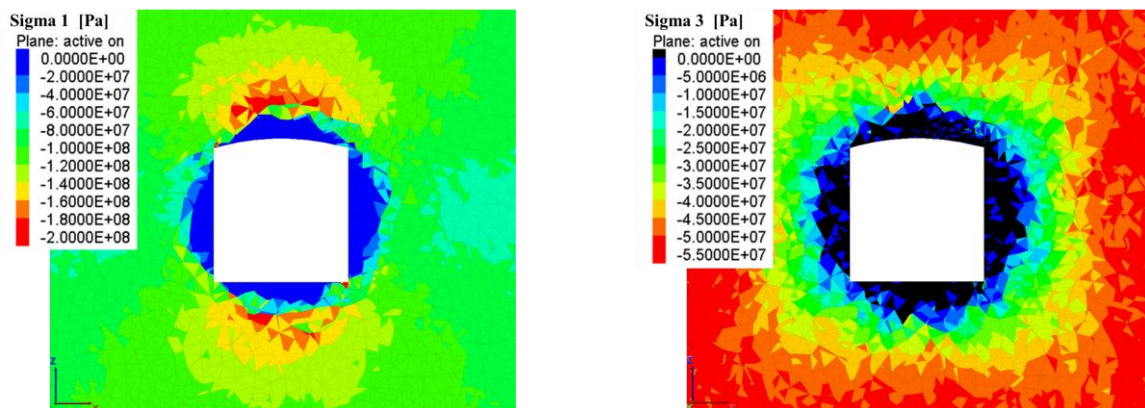 Sigma 1 [Pa]
Plane: active on
0.0000E+00
-2.0000E+07
-4.0000E+07
-6.0000E+07
-8.0000E+07
-1.0000E+08
-1.2000E+08
-1.4000E+08
-1.6000E+08
-1.8000E+08
-2.0000E+08
z
Sigma 3 [Pa]
Plane: active on
0.0000E+00
-5.0000E+06
-1.5000E+07
-2.0000E+07
-2.5000E+07
-3.0000E+07
-3.5000E+07
-4.0000E+07
-4.5000E+07
-5.0000E+07
-5.5000E+07